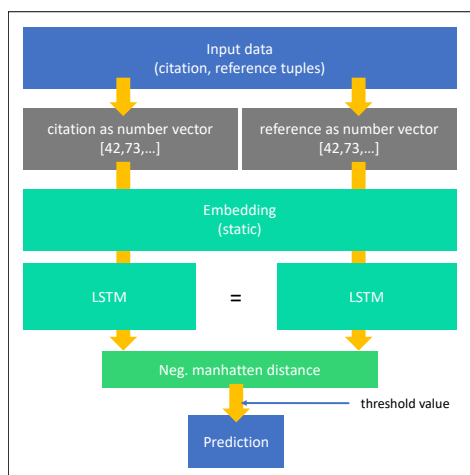 Input data
(citation, reference tuples)
citation as number vector
[42,73,...]
reference as number vector
[42,73,...]
Embedding
(static)
LSTM
=
LSTM
Neg. manhatten distance
threshold value
Prediction